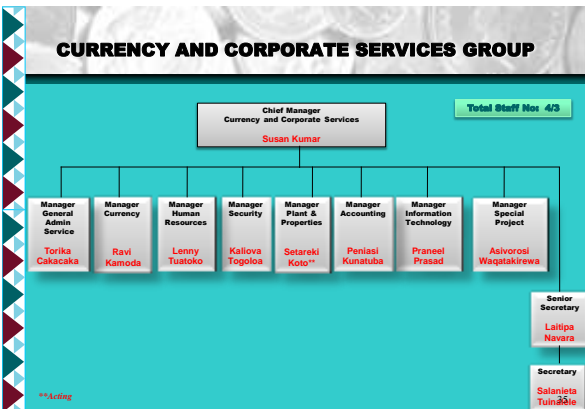 CURRENCY AND CORPORATE SERVICES GROUP
Total Staff No: 4/3
Chief Manager
Currency and Corporate Services
Susan Kumar
Manager
General
Admin
Service
Torika
Cakacaka
Manager
Currency
Ravi
Kamoda
Manager
Human
Resources
Lenny
Tuatoko
Manager
Security
Kaliova
Togoloa
Manager
Plant &
Properties
Setareki
Koto**
Manager
Accounting
Peniasi
Kunatuba
Manager
Information
Technology
Praneel
Prasad
Manager
Special
Project
Asivorosi
Waqatakirewa
Senior
Secretary
Laitipa
Navara
Secretary
Salanieta
Tuinalele
35
**Acting